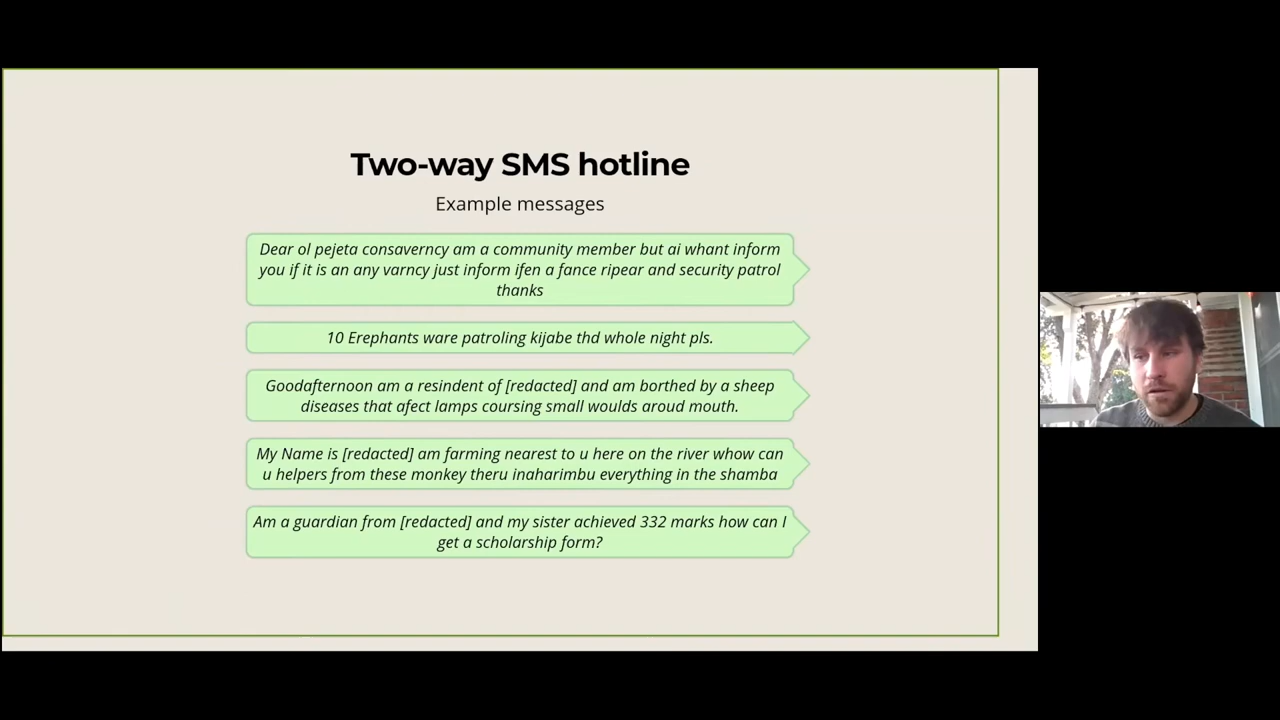 Two-way SMS hotline
Example messages
Dear ol pejeta consaverncy am a community member but ai whant inform
you if it is an any varncy just inform ifen a fance ripear and security patrol
thanks
10 Erephants ware patroling kijabe thd whole night pls.
Goodafternoon am a resindent of [redacted] and am borthed by a sheep
diseases that afect lamps coursing small woulds aroud mouth.
My Name is [redacted] am farming nearest to u here on the river whow can
u helpers from these monkey theru inaharimbu everything in the shamba
Am a guardian from [redacted] and my sister achieved 332 marks how can I
get a scholarship form?